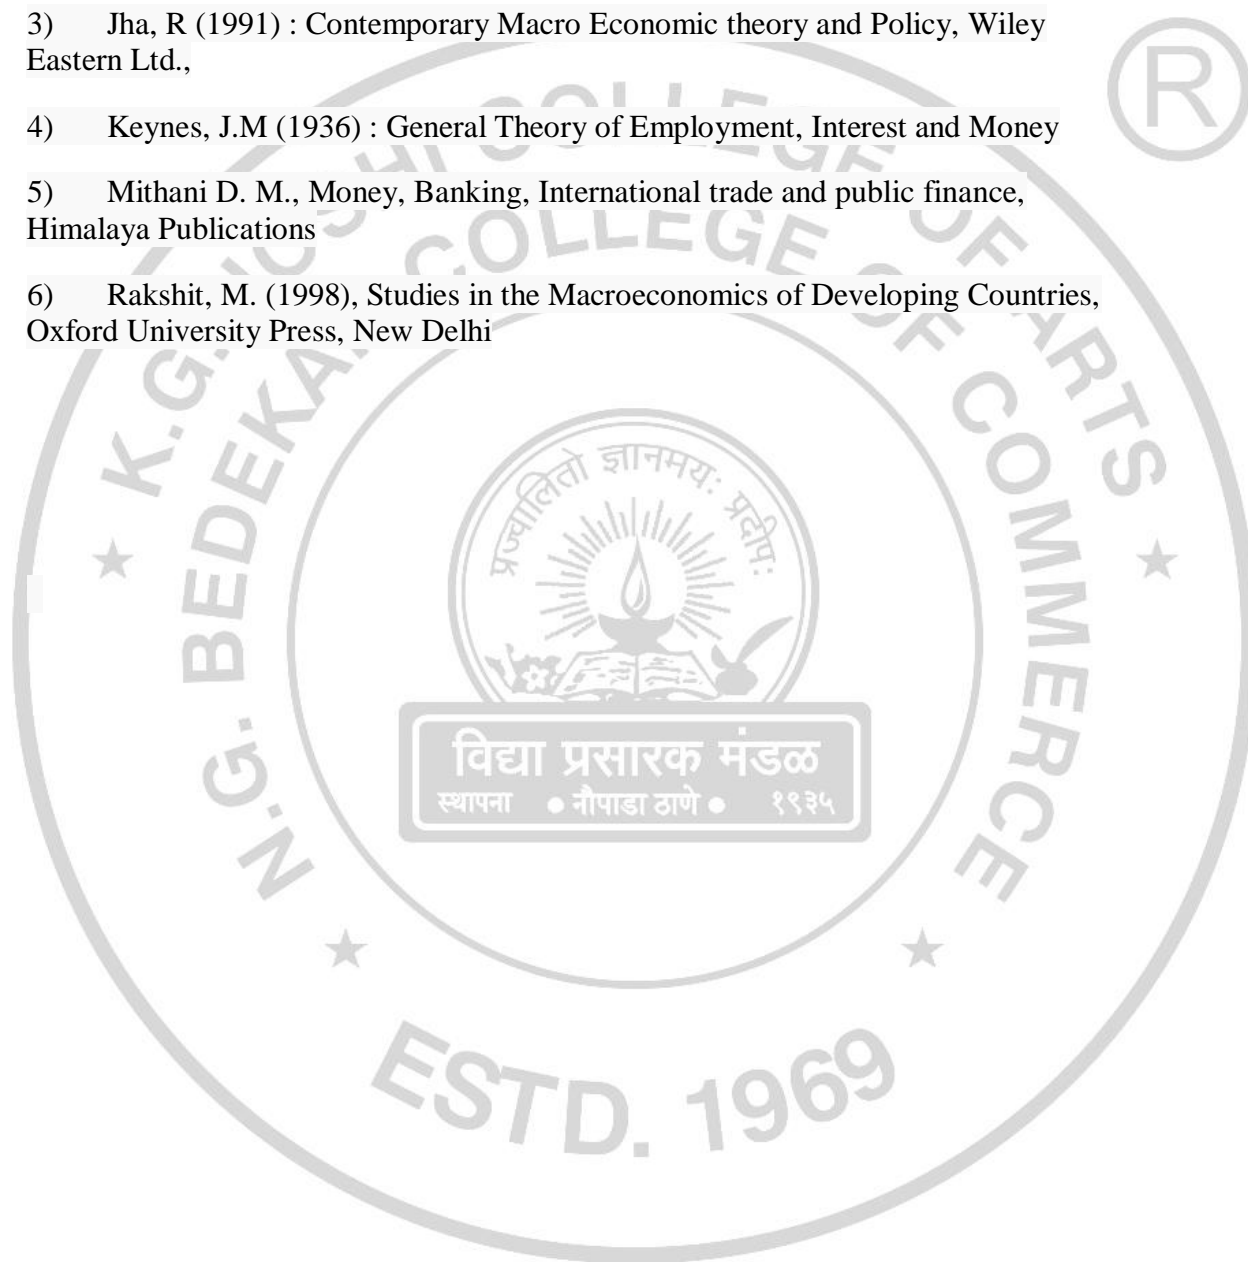 3) Jha, R (1991) : Contemporary Macro Economic theory and Policy, Wiley
Eastern Ltd.,
4) Keynes, J.M (1936) : General Theory of Employment, Interest and Money
5) Mithani D. M., Money, Banking, International trade and public finance,
Himalaya Publications
6) Rakshit, M. (1998), Studies in the Macroeconomics of Developing Countries,
Oxford University Press, New Delhi
®
COLLEGE OF ARTS
N.G. BEDEKAR COLLEGE OF COMMERCE
प्रज्वालितो ज्ञानमयः प्रदीपः
विद्या प्रसारक मंडळ
स्थापना ● नौपाडा ठाणे ● १९३५
ESTD. 1969